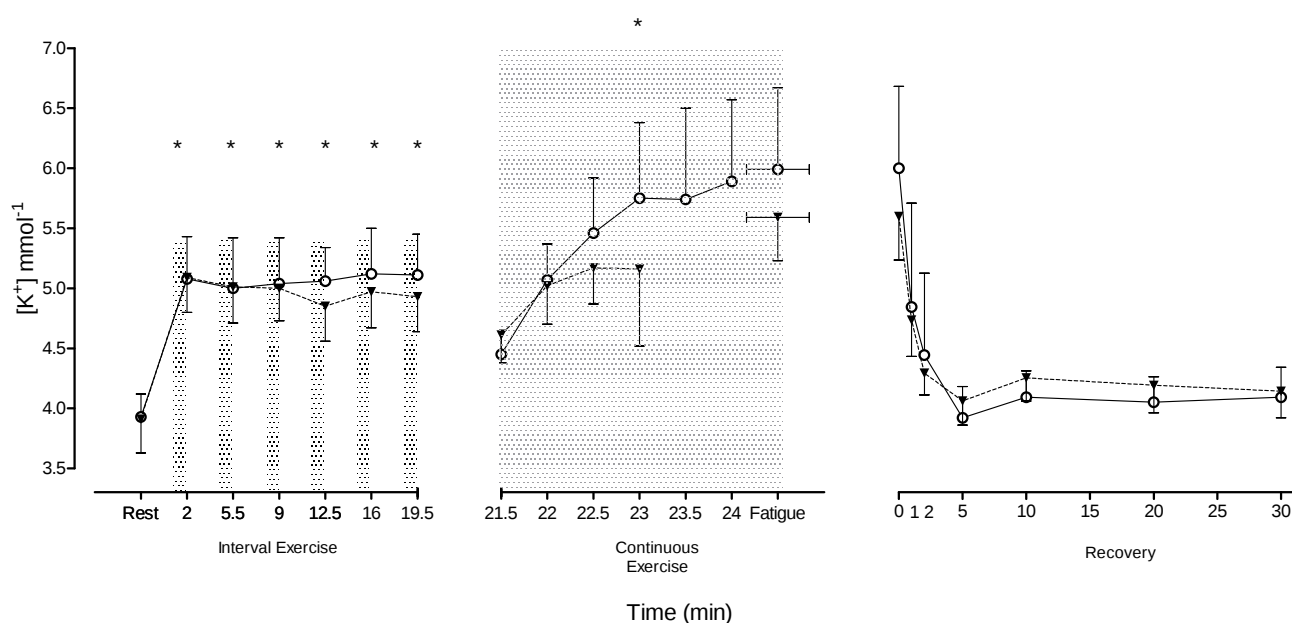 *
7.0
6.5
* * * * * *
6.0
5.5
5.0
4.5
4.0
3.5
[K+] mmol-1
Rest 2 5.5 9 12.5 16 19.5
21.5 22 22.5 23 23.5 24 Fatigue
0 1 2 5 10 15 20 25 30
Interval Exercise
Continuous
Exercise
Recovery
Time (min)